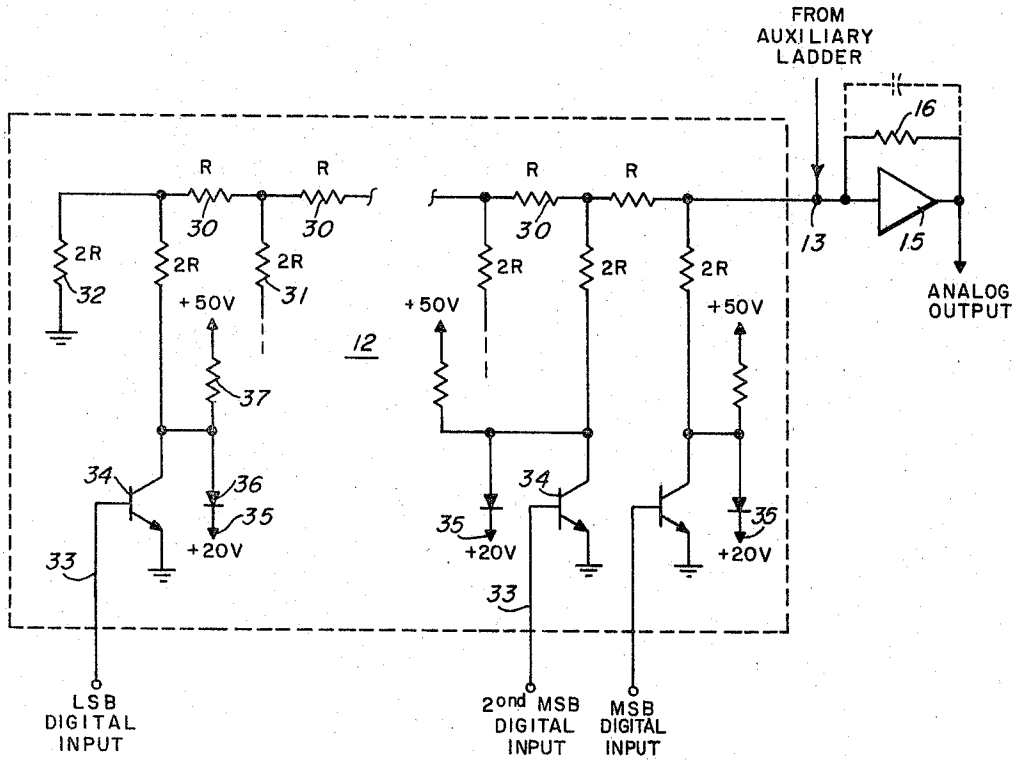 FROM
AUXILIARY
LADDER
16
R
R
R
R
30
30
30
13
15
2R
32
2R
2R
31
2R
2R
2R
ANALOG
OUTPUT
+50V
+50V
+50V
12
37
34
36
35
+20V
34
35
+20V
35
+20V
33
33
LSB
DIGITAL
INPUT
2ond MSB
DIGITAL
INPUT
MSB
DIGITAL
INPUT